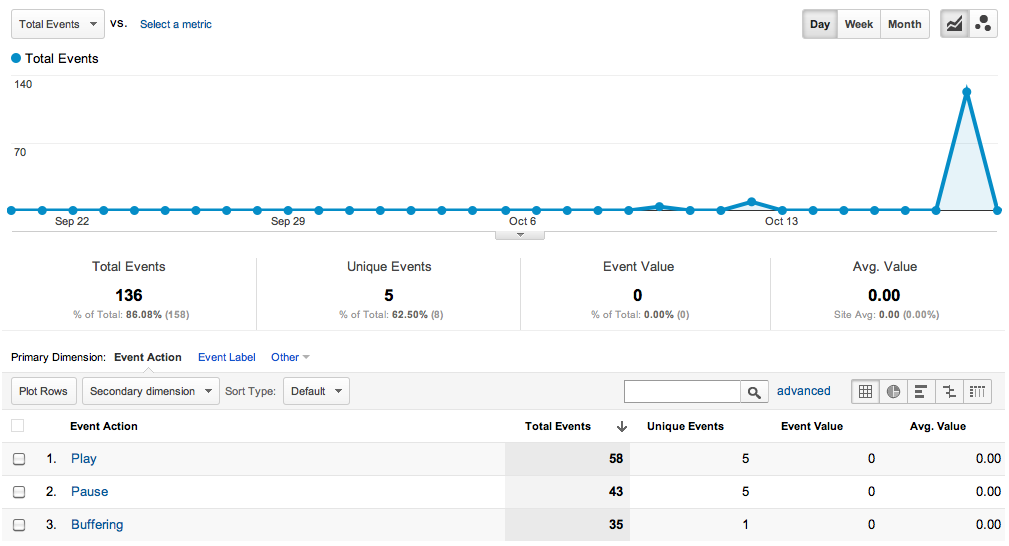 Total Events vs. Select a metric Day Week Month
Total Events
140
70
Sep 22 Sep 29 Oct 6 Oct 13
Total Events Unique Events Event Value Avg. Value
136 5 0 0.00
% of Total: 86.08% (158) % of Total: 62.50% (8) % of Total: 0.00% (0) Site Avg: 0.00 (0.00%)
Primary Dimension: Event Action Event Label Other
Plot Rows Secondary dimension Sort Type: Default advanced
Event Action Total Events Unique Events Event Value Avg. Value
1. Play 58 5 0 0.00
2. Pause 43 5 0 0.00
3. Buffering 35 1 0 0.00